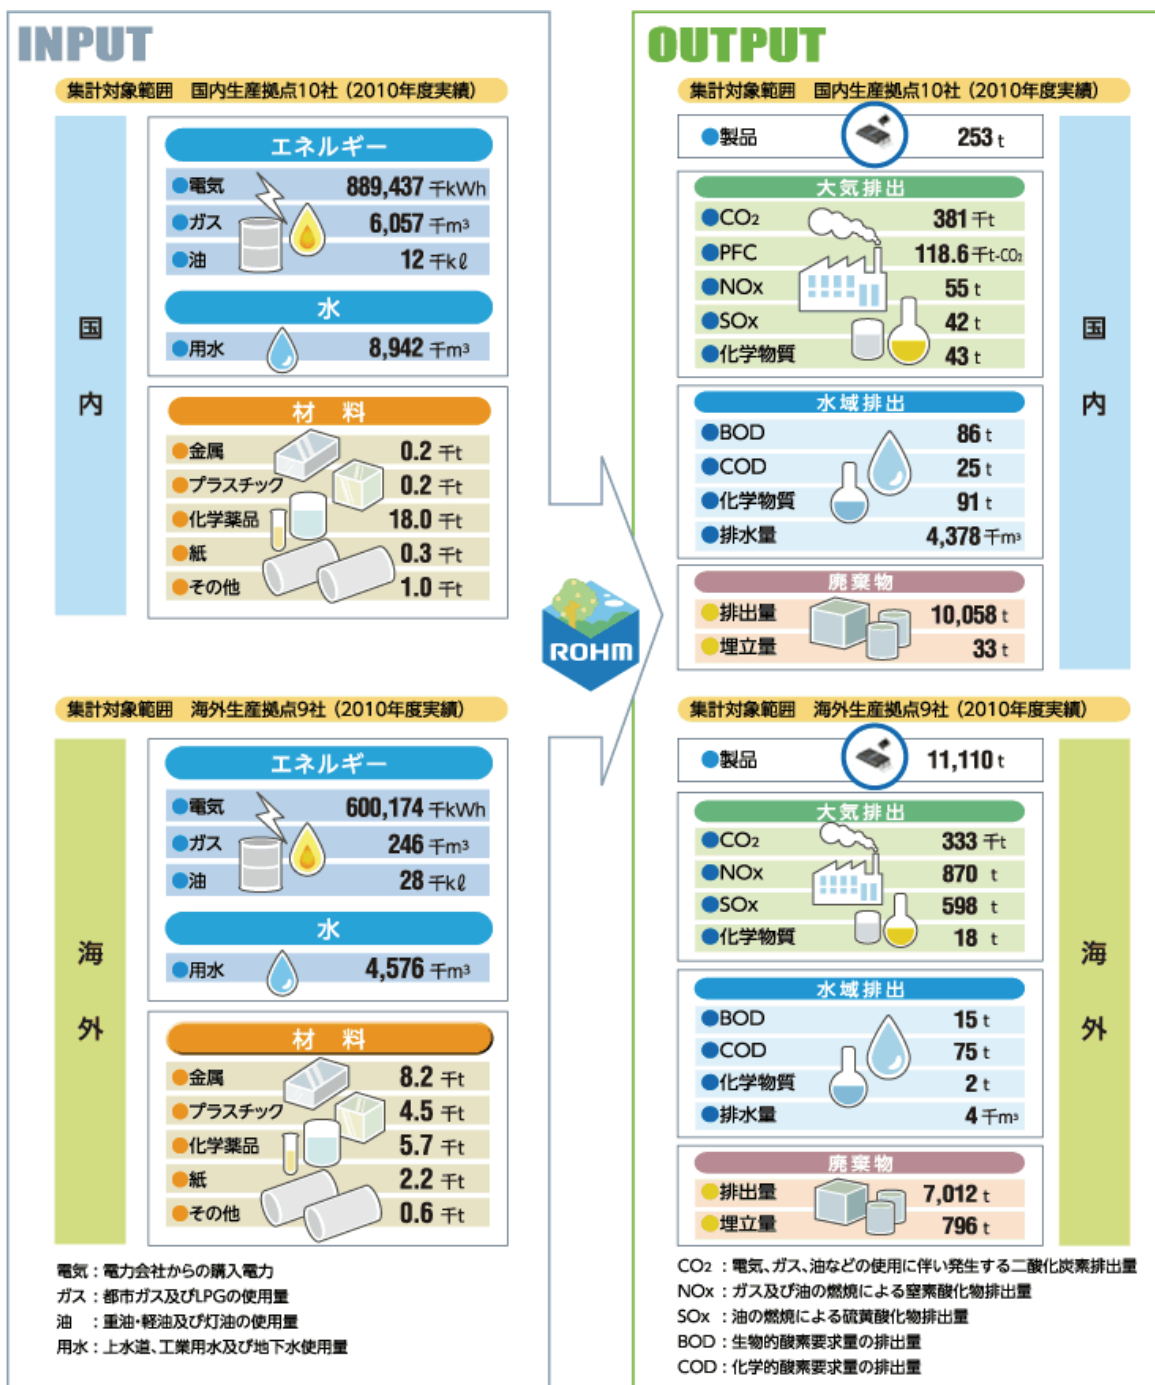 INPUT
集計対象範囲 国内生産拠点10社（2010年度実績）
国内
エネルギー
●電気 889,437 千kWh
●ガス 6,057 千m³
●油 12 千kℓ
水
●用水 8,942 千m³
材 料
●金属 0.2 千t
●プラスチック 0.2 千t
●化学薬品 18.0 千t
●紙 0.3 千t
●その他 1.0 千t
集計対象範囲 海外生産拠点9社（2010年度実績）
海外
エネルギー
●電気 600,174 千kWh
●ガス 246 千m³
●油 28 千kℓ
水
●用水 4,576 千m³
材 料
●金属 8.2 千t
●プラスチック 4.5 千t
●化学薬品 5.7 千t
●紙 2.2 千t
●その他 0.6 千t
電気：電力会社からの購入電力
ガス：都市ガス及びLPGの使用量
油 ：重油・軽油及び灯油の使用量
用水：上水道、工業用水及び地下水使用量
ROHM
OUTPUT
集計対象範囲 国内生産拠点10社（2010年度実績）
●製品 253 t
大気排出
●CO₂ 381 千t
●PFC 118.6 千t-CO₂
●NOx 55 t
●SOx 42 t
●化学物質 43 t
水域排出
●BOD 86 t
●COD 25 t
●化学物質 91 t
●排水量 4,378 千m³
廃棄物
●排出量 10,058 t
●埋立量 33 t
国内
集計対象範囲 海外生産拠点9社（2010年度実績）
●製品 11,110 t
大気排出
●CO₂ 333 千t
●NOx 870 t
●SOx 598 t
●化学物質 18 t
水域排出
●BOD 15 t
●COD 75 t
●化学物質 2 t
●排水量 4 千m³
廃棄物
●排出量 7,012 t
●埋立量 796 t
海外
CO₂ ：電気、ガス、油などの使用に伴い発生する二酸化炭素排出量
NOx ：ガス及び油の燃焼による窒素酸化物排出量
SOx ：油の燃焼による硫黄酸化物排出量
BOD ：生物的酸素要求量の排出量
COD ：化学的酸素要求量の排出量